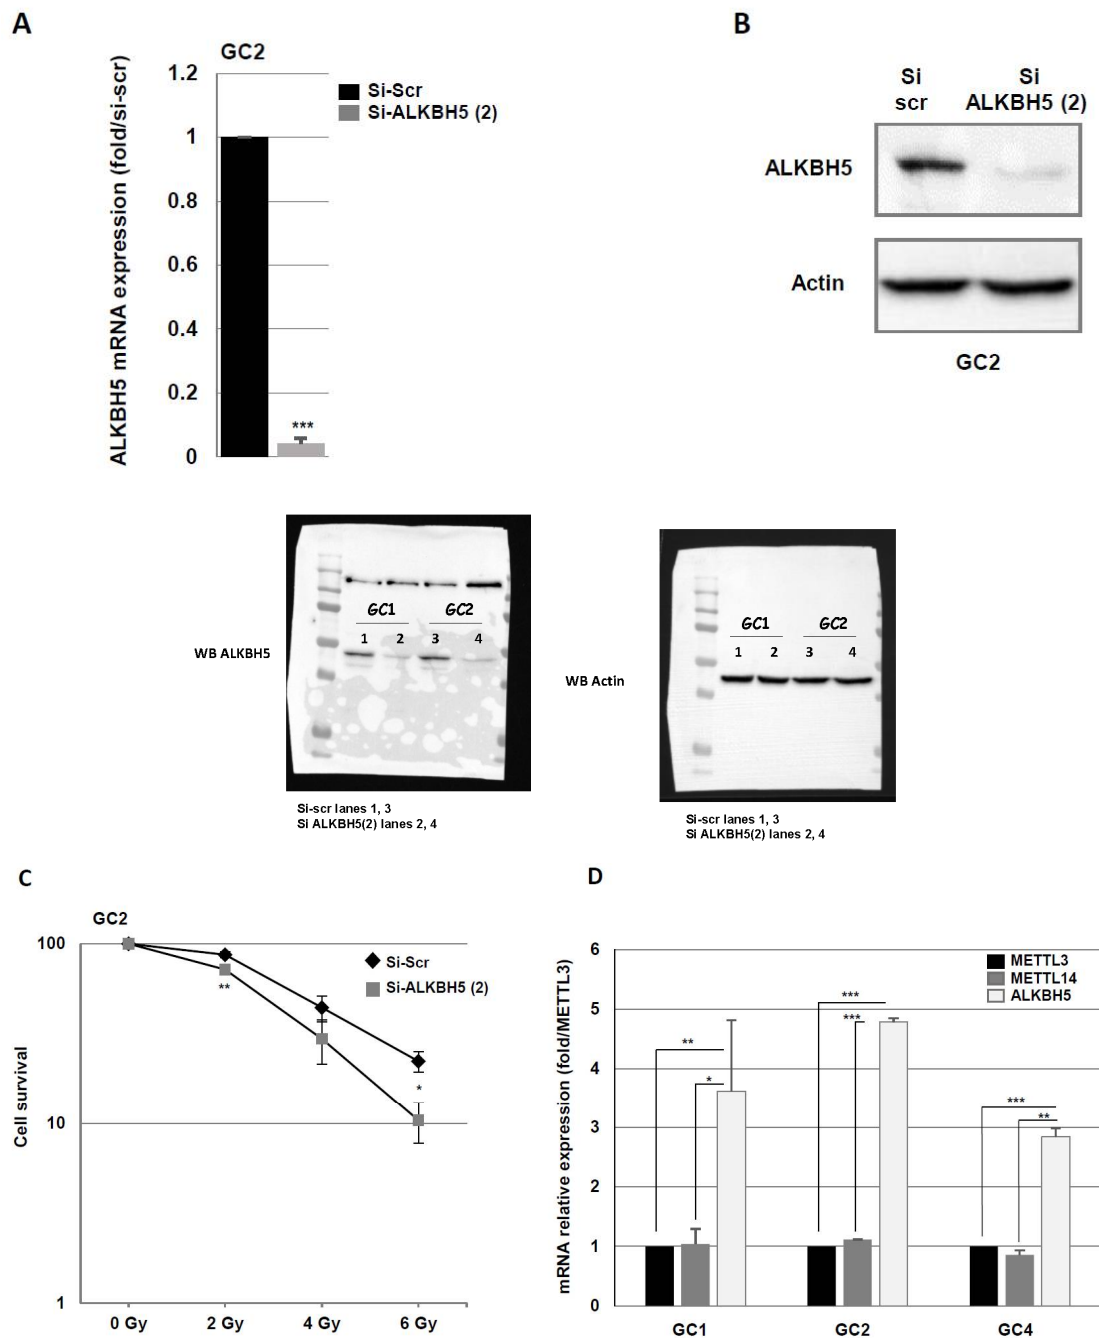 A
B
GC2
ALKBH5 mRNA expression (fold/si-scr)
1.2
1
0.8
0.6
0.4
0.2
0
Si-Scr
Si-ALKBH5 (2)
***
Si
scr
Si
ALKBH5 (2)
ALKBH5
Actin
GC2
WB ALKBH5
GC1
GC2
1 2 3 4
Si-scr lanes 1, 3
Si ALKBH5(2) lanes 2, 4
WB Actin
GC1
GC2
1 2 3 4
Si-scr lanes 1, 3
Si ALKBH5(2) lanes 2, 4
C
GC2
Cell survival
100
10
1
Si-Scr
Si-ALKBH5 (2)
**
*
0 Gy 2 Gy 4 Gy 6 Gy
D
mRNA relative expression (fold/METTL3)
6
5
4
3
2
1
0
METTL3
METTL14
ALKBH5
**
*
***
***
***
**
GC1 GC2 GC4